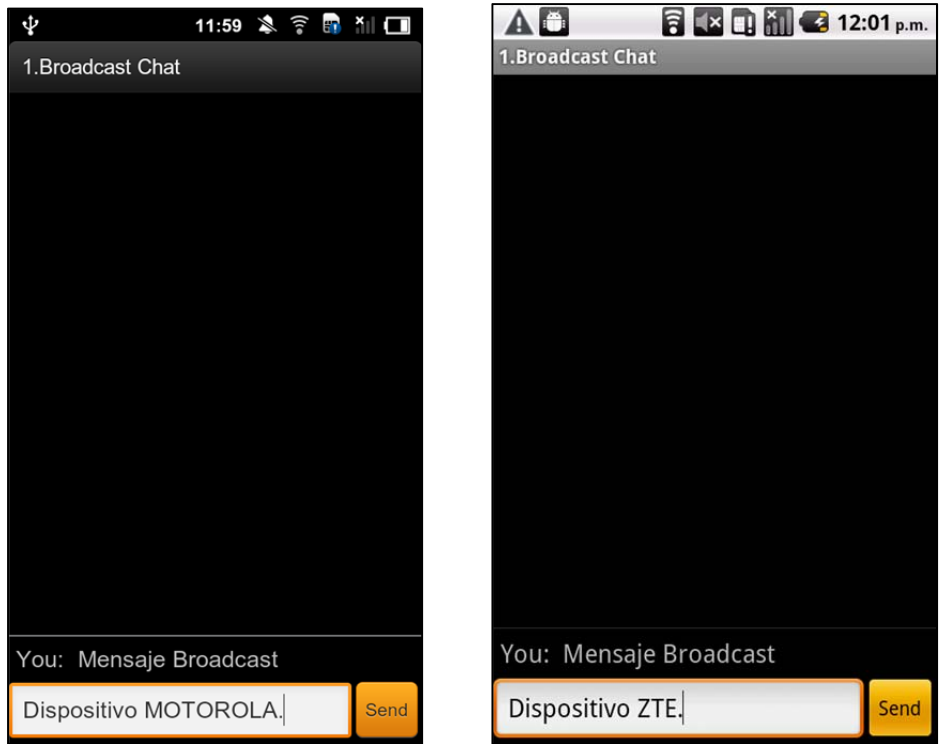 11:59
1.Broadcast Chat
You: Mensaje Broadcast
Dispositivo MOTOROLA.
Send
12:01 p.m.
1.Broadcast Chat
You: Mensaje Broadcast
Dispositivo ZTE.
Send